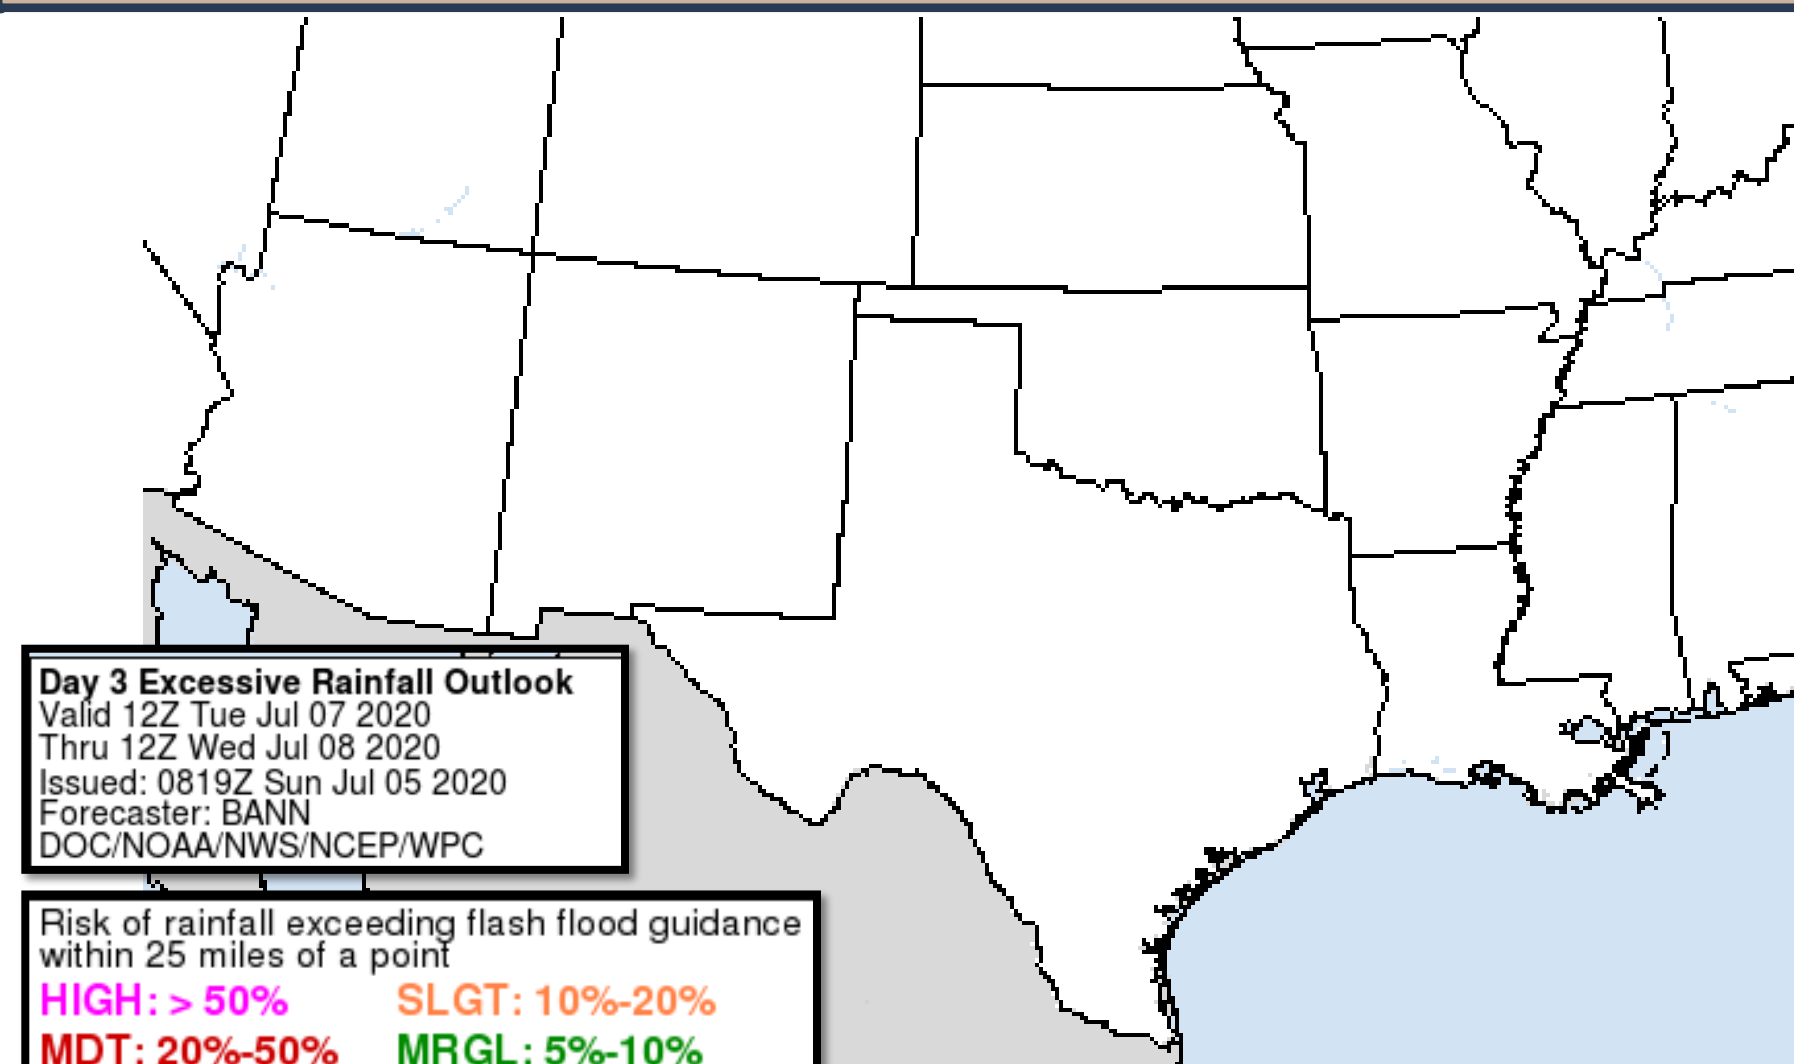 Day 3 Excessive Rainfall Outlook
Valid 12Z Tue Jul 07 2020
Thru 12Z Wed Jul 08 2020
Issued: 0819Z Sun Jul 05 2020
Forecaster: BANN
DOC/NOAA/NWS/NCEP/WPC
Risk of rainfall exceeding flash flood guidance
within 25 miles of a point
HIGH: > 50% SLGT: 10%-20%
MDT: 20%-50% MRGL: 5%-10%